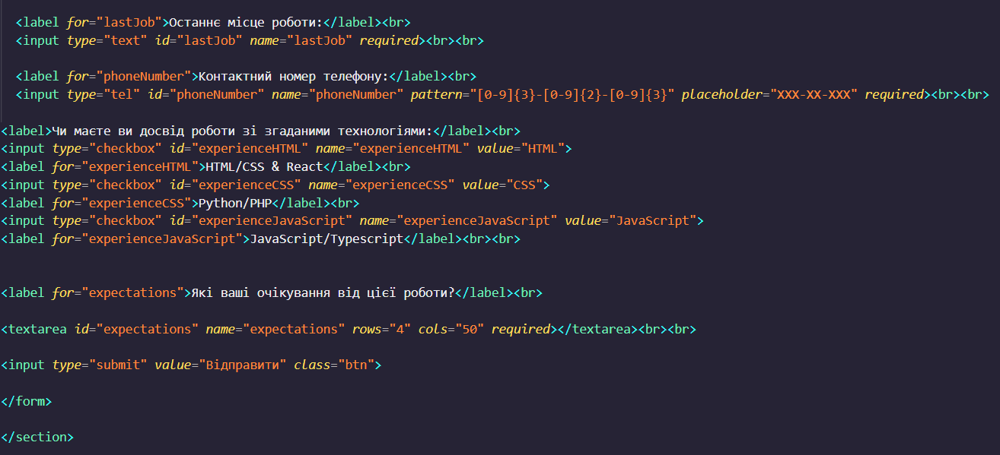 <label for="lastJob">Останнє місце роботи:</label><br>
<input type="text" id="lastJob" name="lastJob" required><br><br>
<label for="phoneNumber">Контактний номер телефону:</label><br>
<input type="tel" id="phoneNumber" name="phoneNumber" pattern="[0-9]{3}-[0-9]{2}-[0-9]{3}" placeholder="XXX-XX-XXX" required><br><br>
<label>Чи маєте ви досвід роботи зі згаданими технологіями:</label><br>
<input type="checkbox" id="experienceHTML" name="experienceHTML" value="HTML">
<label for="experienceHTML">HTML/CSS & React</label><br>
<input type="checkbox" id="experienceCSS" name="experienceCSS" value="CSS">
<label for="experienceCSS">Python/PHP</label><br>
<input type="checkbox" id="experienceJavaScript" name="experienceJavaScript" value="JavaScript">
<label for="experienceJavaScript">JavaScript/Typescript</label><br><br>
<label for="expectations">Які ваші очікування від цієї роботи?</label><br>
<textarea id="expectations" name="expectations" rows="4" cols="50" required></textarea><br><br>
<input type="submit" value="Відправити" class="btn">
</form>
</section>